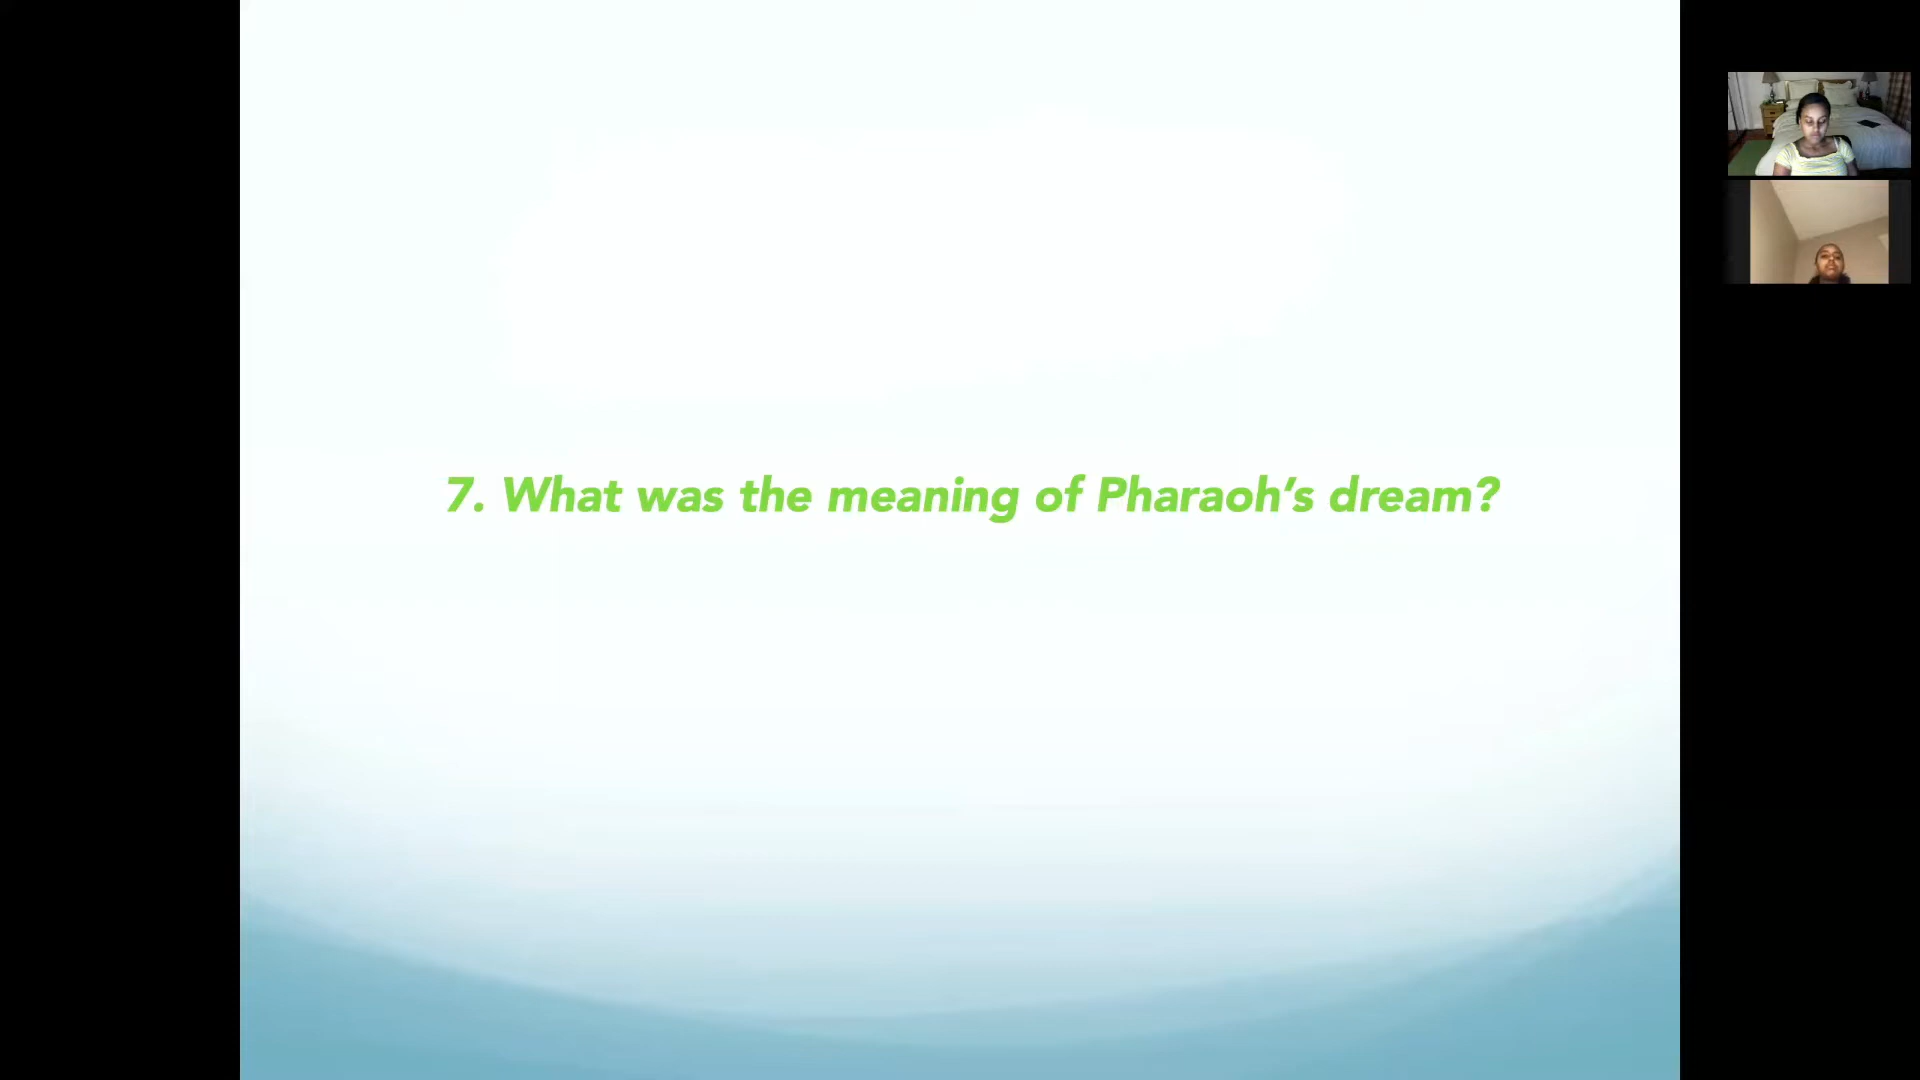 7. What was the meaning of Pharaoh’s dream?